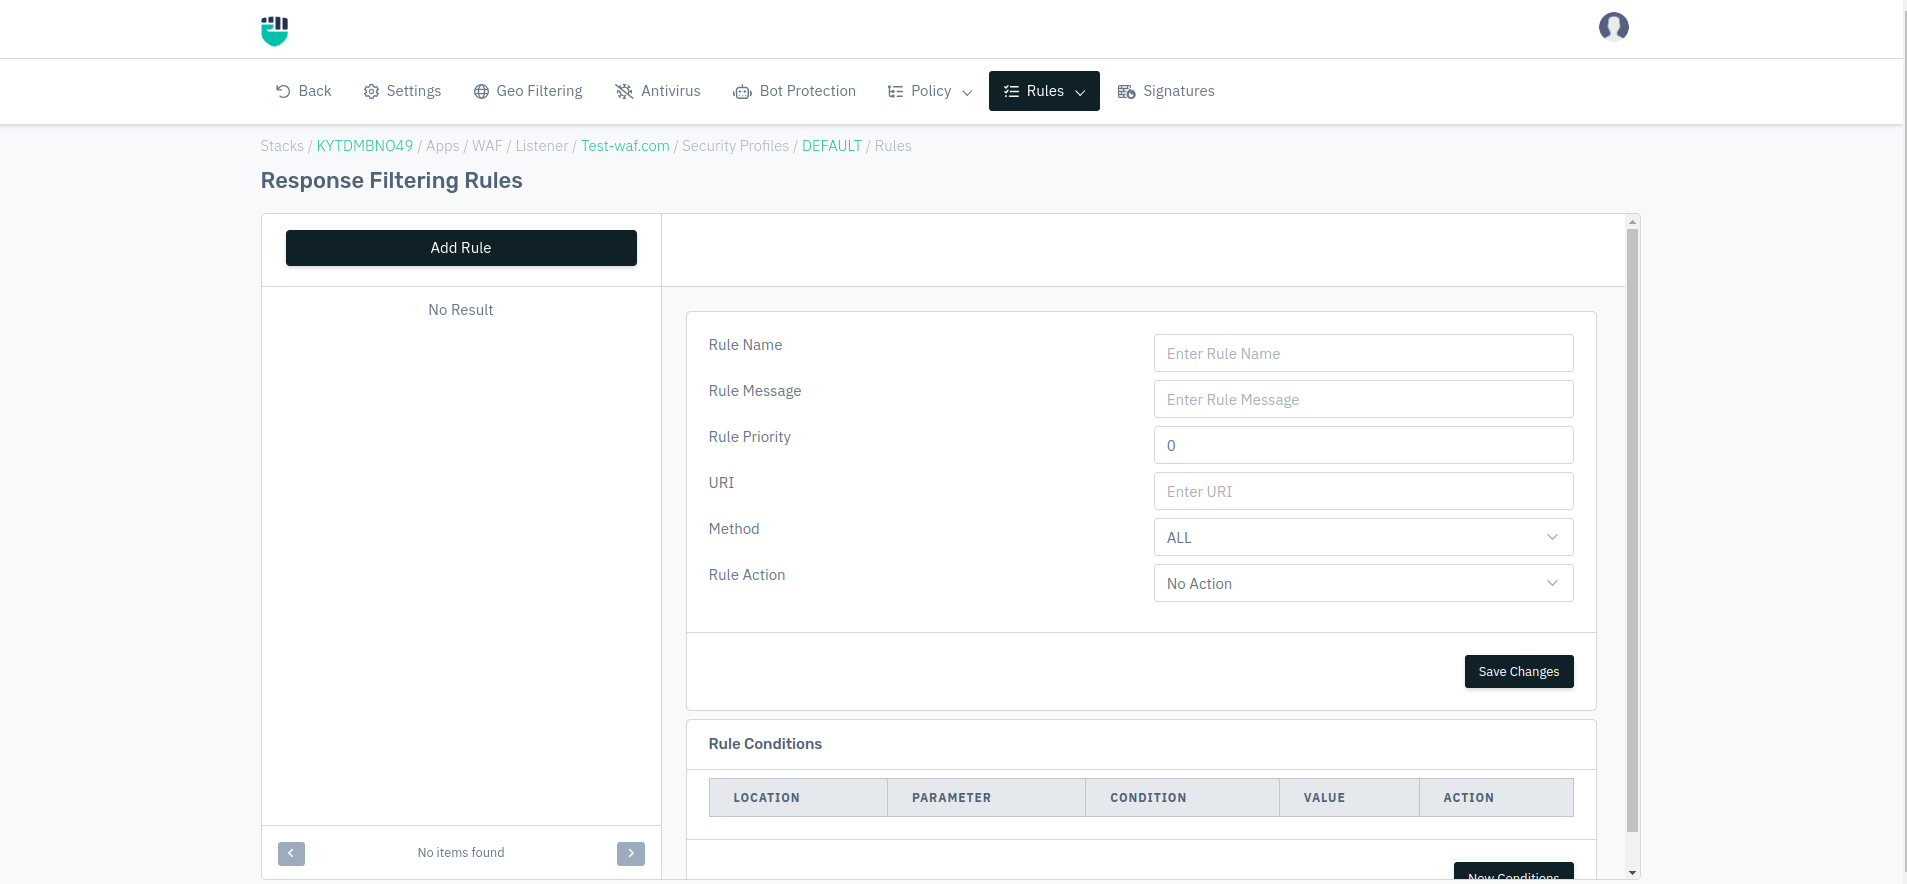 Back Settings Geo Filtering Antivirus Bot Protection Policy Rules Signatures
Stacks / KYTDMBNO49 / Apps / WAF / Listener / Test-waf.com / Security Profiles / DEFAULT / Rules
Response Filtering Rules
Add Rule
No Result
Rule Name Enter Rule Name
Rule Message Enter Rule Message
Rule Priority 0
URI Enter URI
Method ALL
Rule Action No Action
Save Changes
Rule Conditions
LOCATION PARAMETER CONDITION VALUE ACTION
No items found
New Conditions